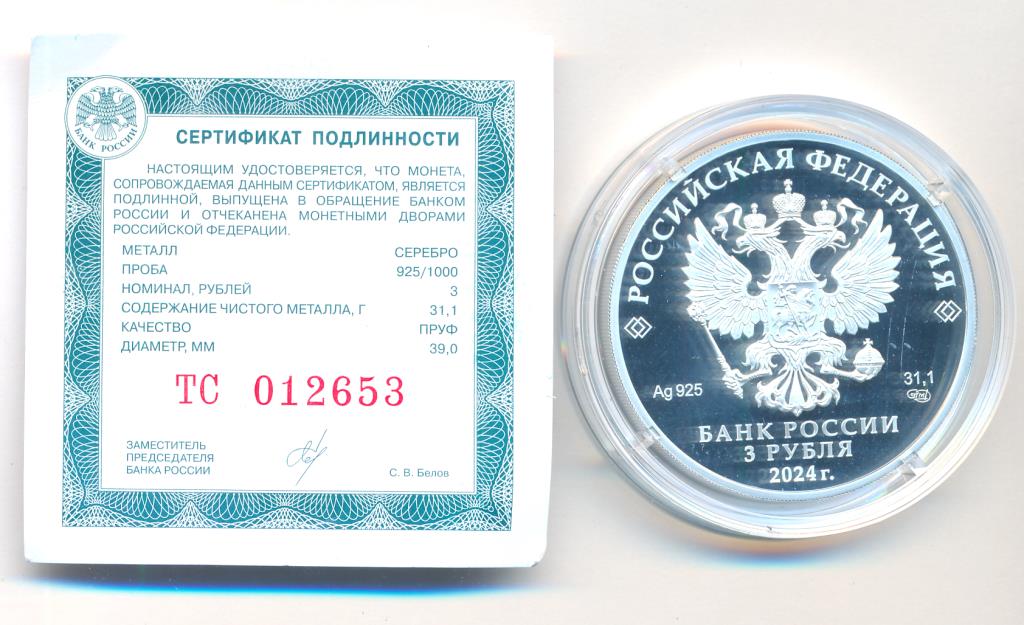 БАНК РОССИИ
СЕРТИФИКАТ ПОДЛИННОСТИ
НАСТОЯЩИМ УДОСТОВЕРЯЕТСЯ, ЧТО МОНЕТА,
СОПРОВОЖДАЕМАЯ ДАННЫМ СЕРТИФИКАТОМ, ЯВЛЯЕТСЯ
ПОДЛИННОЙ, ВЫПУЩЕНА В ОБРАЩЕНИЕ БАНКОМ
РОССИИ И ОТЧЕКАНЕНА МОНЕТНЫМИ ДВОРАМИ
РОССИЙСКОЙ ФЕДЕРАЦИИ.
МЕТАЛЛ СЕРЕБРО
ПРОБА 925/1000
НОМИНАЛ, РУБЛЕЙ 3
СОДЕРЖАНИЕ ЧИСТОГО МЕТАЛЛА, Г 31,1
КАЧЕСТВО ПРУФ
ДИАМЕТР, ММ 39,0
ТС 012653
ЗАМЕСТИТЕЛЬ
ПРЕДСЕДАТЕЛЯ
БАНКА РОССИИ
С. В. Белов
РОССИЙСКАЯ ФЕДЕРАЦИЯ
Ag 925
31,1
БАНК РОССИИ
3 РУБЛЯ
2024 г.